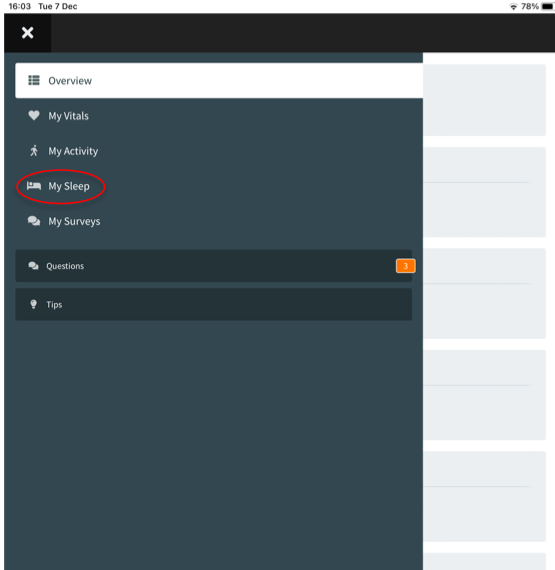 16:03 Tue 7 Dec 78%
Overview
My Vitals
My Activity
My Sleep
My Surveys
Questions 3
Tips